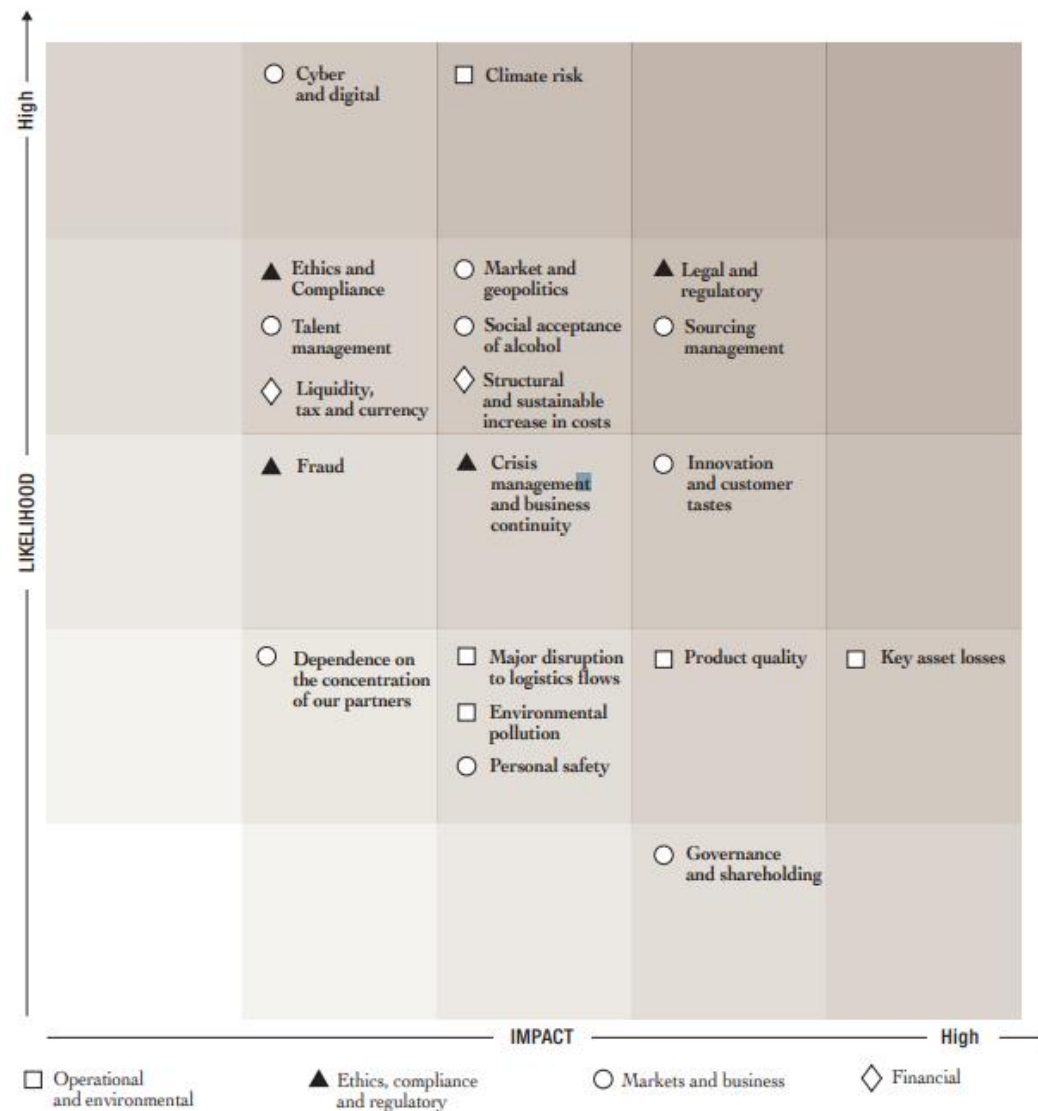 High
Cyber
and digital
Climate risk
Ethics and
Compliance
Market and
geopolitics
Legal and
regulatory
Talent
management
Social acceptance
of alcohol
Sourcing
management
Liquidity,
tax and currency
Structural
and sustainable
increase in costs
LIKELIHOOD
Fraud
Crisis
management
and business
continuity
Innovation
and customer
tastes
Dependence on
the concentration
of our partners
Major disruption
to logistics flows
Product quality
Key asset losses
Environmental
pollution
Personal safety
Governance
and shareholding
IMPACT
High
Operational
and environmental
Ethics, compliance
and regulatory
Markets and business
Financial